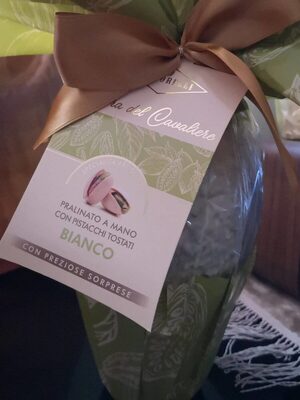 del Cavaliere
PRALINATO A MANO
CON PISTACCHI TOSTATI
BIANCO
CON PREZIOSE SORPRESE